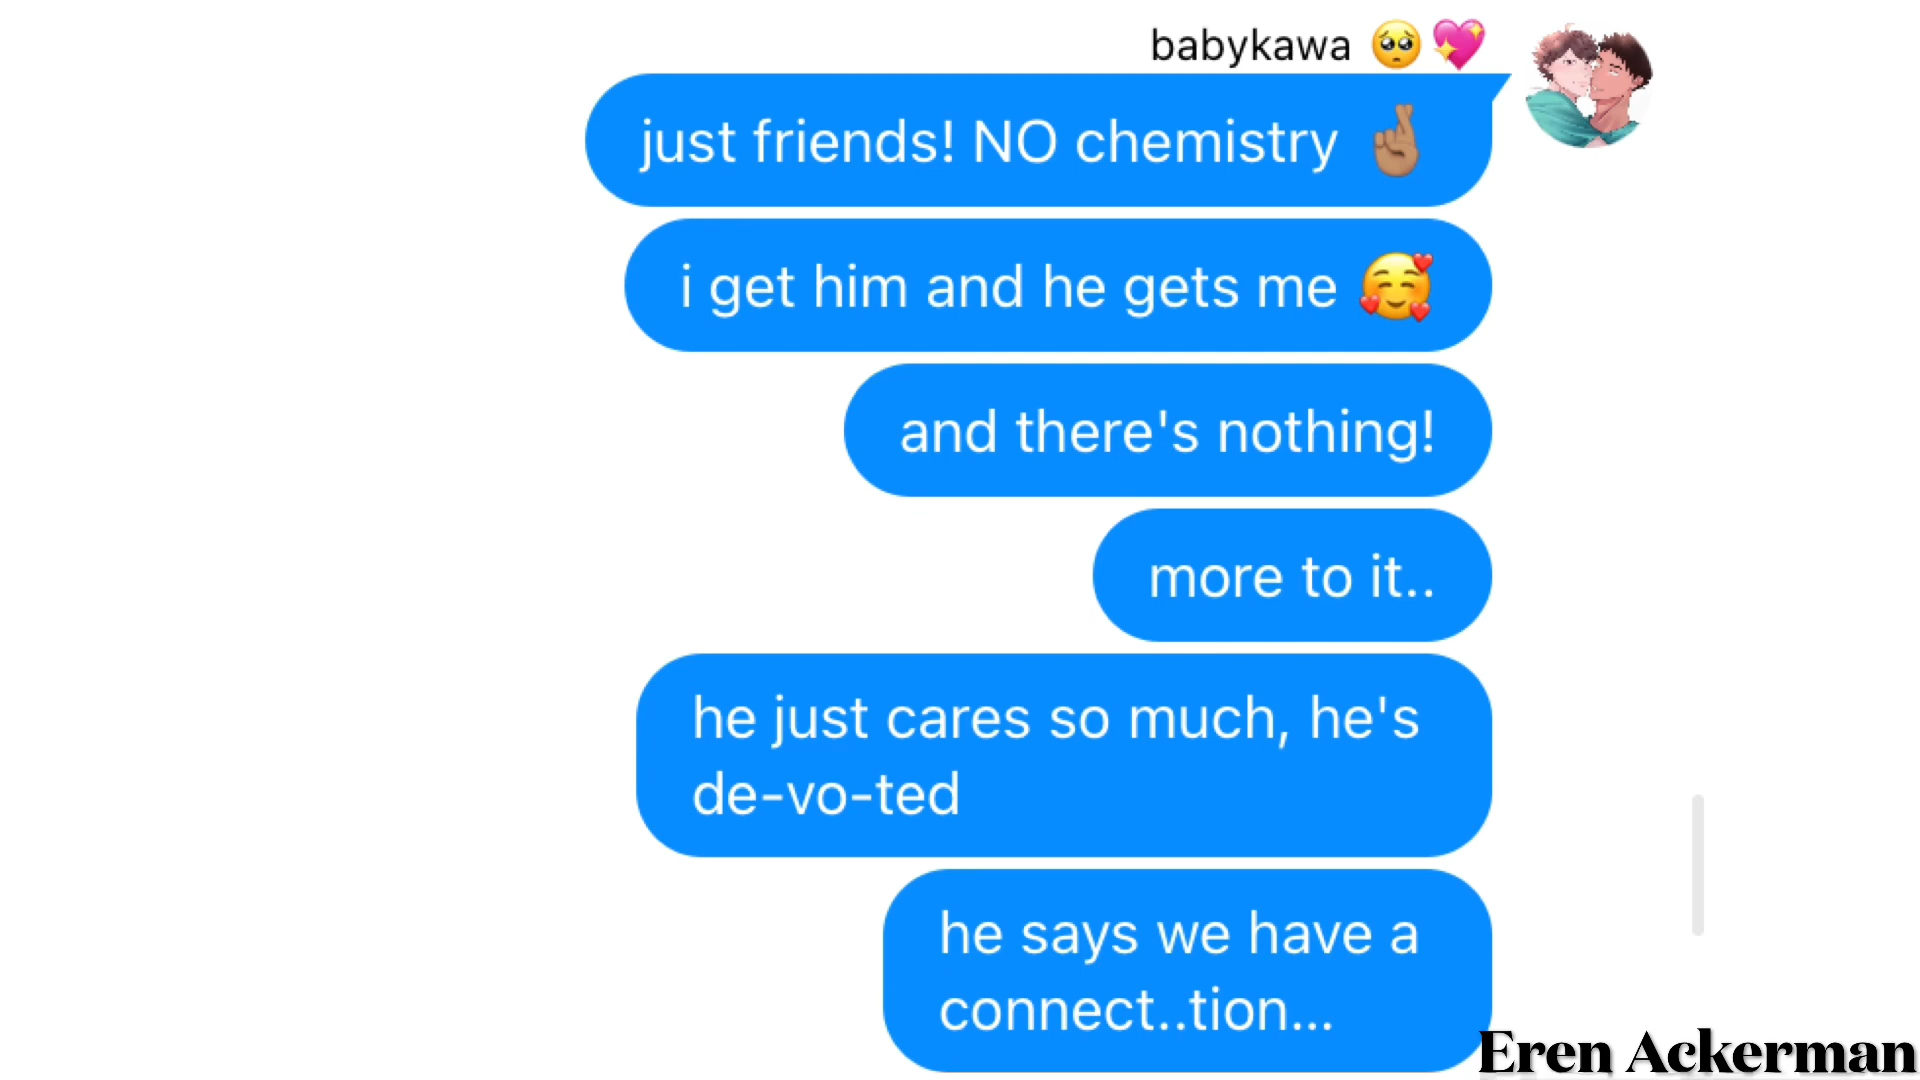 babykawa 🥺💖
just friends! NO chemistry 🤞🏽
i get him and he gets me 🥰
and there's nothing!
more to it..
he just cares so much, he's
de-vo-ted
he says we have a
connect..tion...
Eren Ackerman